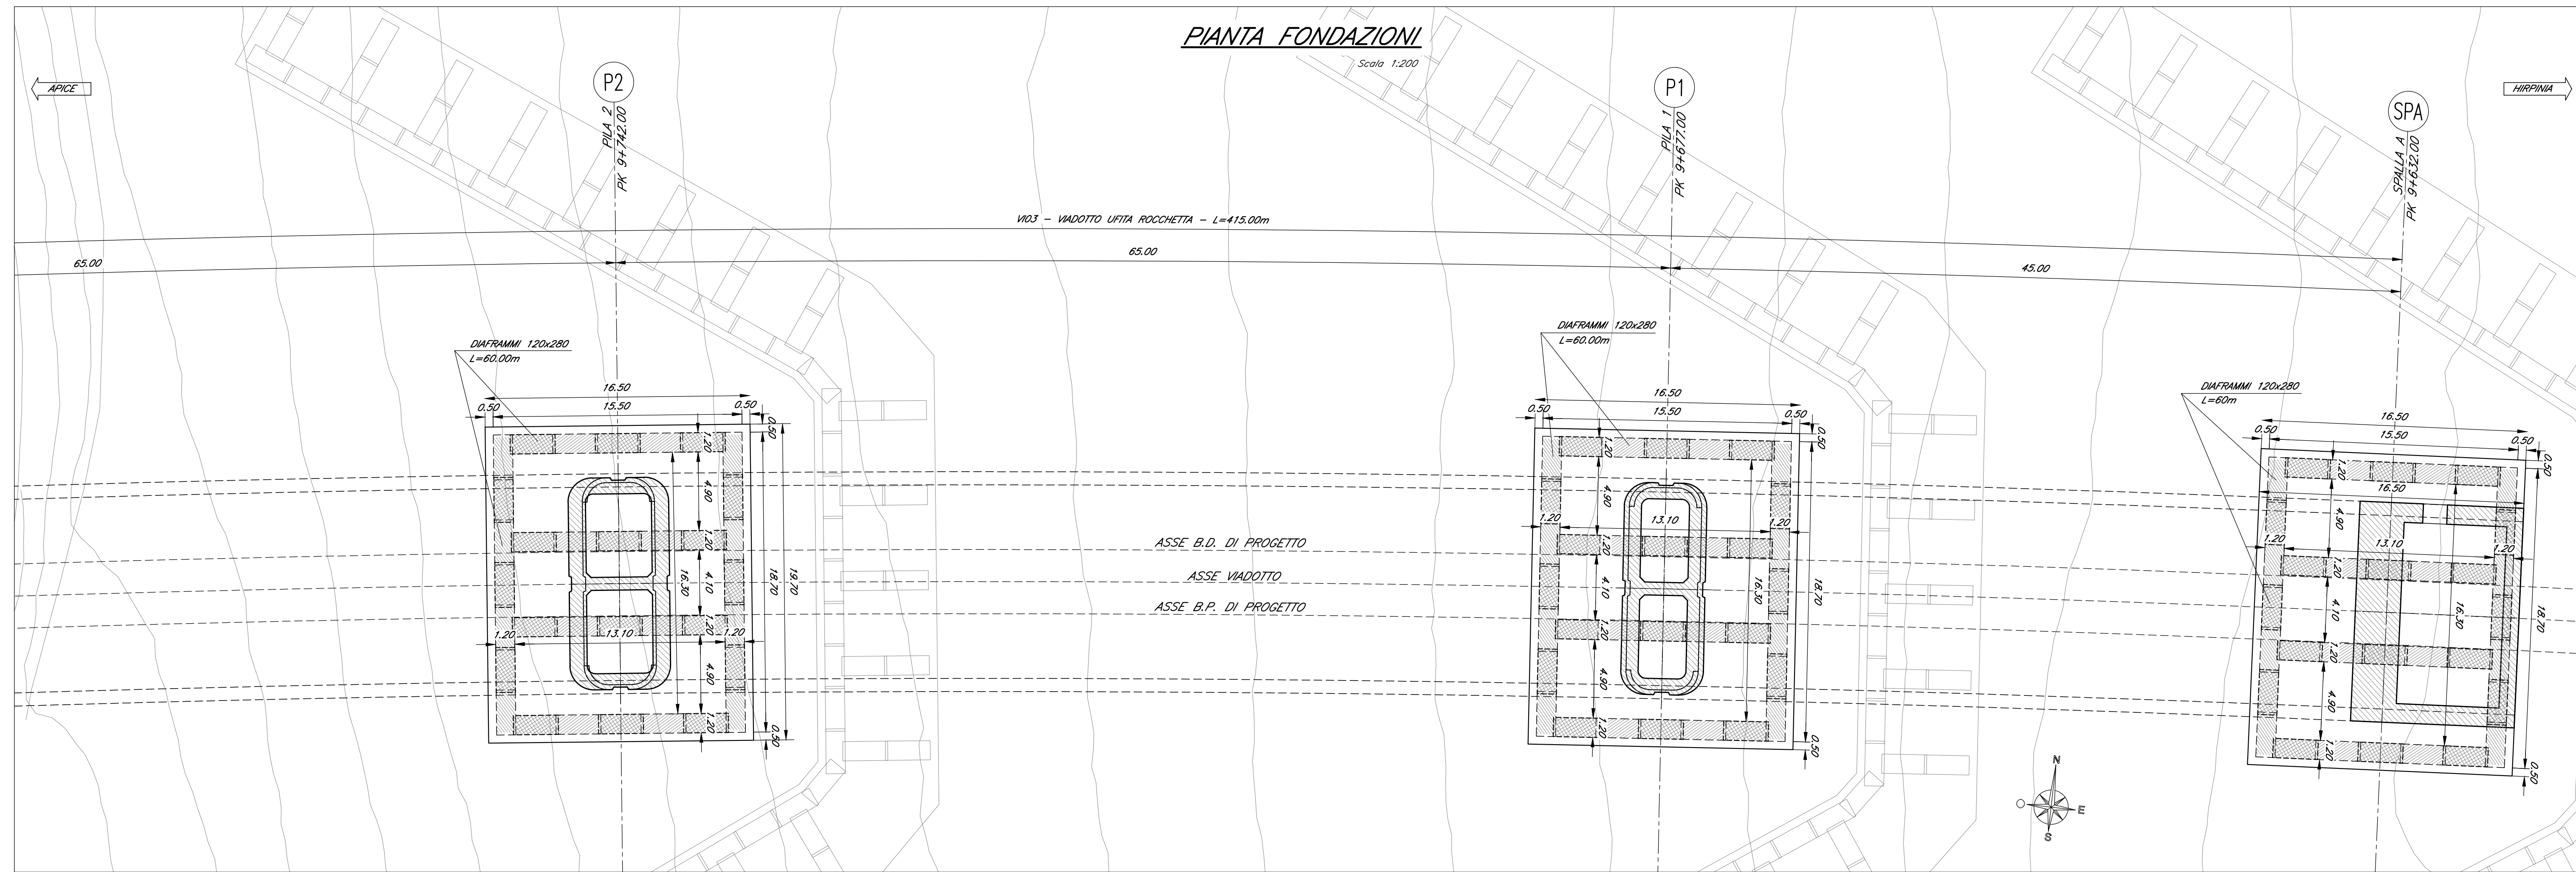 PIANTA FONDAZIONI
Scala 1:200
APICE
HIRPINIA
P2
PILA 2
PK 9+742.00
P1
PILA 1
PK 9+677.00
SPA
SPALLA A
PK 9+632.00
VI03 - VIADOTTO UFITA ROCCHETTA - L=415.00m
65.00
65.00
45.00
DIAFRAMMI 120x280
L=60.00m
16.50
0.50
15.50
0.50
0.50
1.20
4.90
1.20
4.10
16.30
18.70
19.70
1.20
1.20
13.10
1.20
4.90
1.20
0.50
ASSE B.D. DI PROGETTO
ASSE VIADOTTO
ASSE B.P. DI PROGETTO
DIAFRAMMI 120x280
L=60.00m
16.50
0.50
15.50
0.50
0.50
1.20
4.90
1.20
13.10
1.20
1.20
4.10
16.30
18.70
1.20
4.90
1.20
0.50
DIAFRAMMI 120x280
L=60m
16.50
0.50
15.50
0.50
0.50
1.20
16.50
4.90
1.20
13.10
1.20
1.20
4.10
16.30
18.70
1.20
4.90
1.20
0.50
N
O
E
S